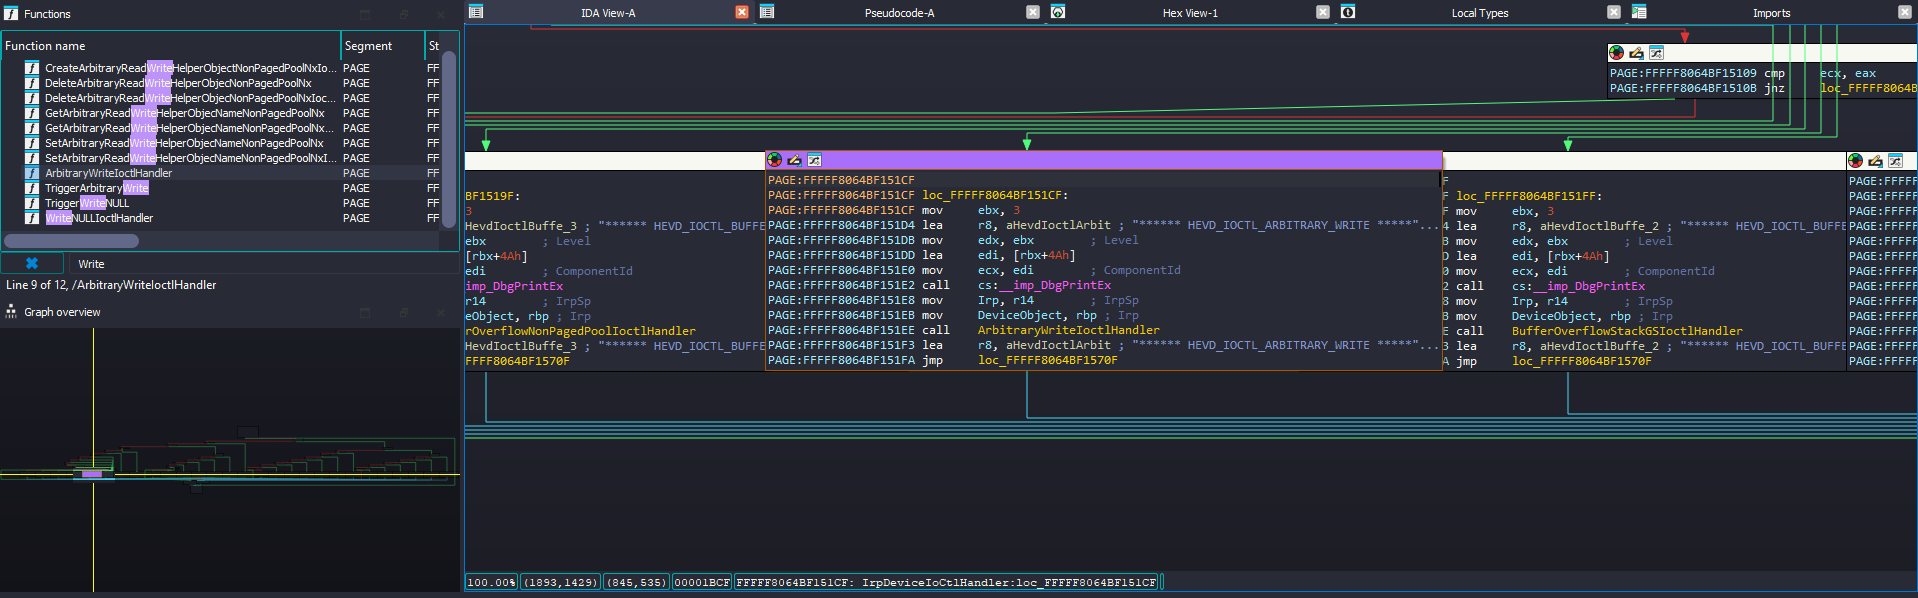 Functions
Function name Segment St
CreateArbitraryReadWriteHelperObjectNonPagedPoolNxIo... PAGE FF
DeleteArbitraryReadWriteHelperObjecNonPagedPoolNx PAGE FF
DeleteArbitraryReadWriteHelperObjecNonPagedPoolNxIoc... PAGE FF
GetArbitraryReadWriteHelperObjecNameNonPagedPoolNx PAGE FF
GetArbitraryReadWriteHelperObjecNameNonPagedPoolNx... PAGE FF
SetArbitraryReadWriteHelperObjecNameNonPagedPoolNx PAGE FF
SetArbitraryReadWriteHelperObjecNameNonPagedPoolNxI... PAGE FF
ArbitraryWriteIoctlHandler PAGE FF
TriggerArbitraryWrite PAGE FF
TriggerWriteNULL PAGE FF
WriteNULLIoctlHandler PAGE FF
Write
Line 9 of 12, /ArbitraryWriteIoctlHandler
Graph overview
IDA View-A Pseudocode-A Hex View-1 Local Types Imports
PAGE:FFFFF8064BF15109 cmp ecx, eax
PAGE:FFFFF8064BF1510B jnz loc_FFFFF8064BF
BF1519F:
3
HevdIoctlBuffe_3 ; "****** HEVD_IOCTL_BUFFE
ebx ; Level
[rbx+4Ah]
edi ; ComponentId
imp_DbgPrintEx
r14 ; IrpSp
eObject, rbp ; Irp
rOverflowNonPagedPoolIoctlHandler
HevdIoctlBuffe_3 ; "****** HEVD_IOCTL_BUFFE
FFFF8064BF1570F
PAGE:FFFFF8064BF151CF
PAGE:FFFFF8064BF151CF loc_FFFFF8064BF151CF:
PAGE:FFFFF8064BF151CF mov ebx, 3
PAGE:FFFFF8064BF151D4 lea r8, aHevdIoctlArbit ; "****** HEVD_IOCTL_ARBITRARY_WRITE *****"...
PAGE:FFFFF8064BF151DB mov edx, ebx ; Level
PAGE:FFFFF8064BF151DD lea edi, [rbx+4Ah]
PAGE:FFFFF8064BF151E0 mov ecx, edi ; ComponentId
PAGE:FFFFF8064BF151E2 call cs:__imp_DbgPrintEx
PAGE:FFFFF8064BF151E8 mov Irp, r14 ; IrpSp
PAGE:FFFFF8064BF151EB mov DeviceObject, rbp ; Irp
PAGE:FFFFF8064BF151EE call ArbitraryWriteIoctlHandler
PAGE:FFFFF8064BF151F3 lea r8, aHevdIoctlArbit ; "****** HEVD_IOCTL_ARBITRARY_WRITE *****"...
PAGE:FFFFF8064BF151FA jmp loc_FFFFF8064BF1570F
F
F loc_FFFFF8064BF151FF:
F mov ebx, 3
4 lea r8, aHevdIoctlBuffe_2 ; "****** HEVD_IOCTL_BUFFE
B mov edx, ebx ; Level
D lea edi, [rbx+4Ah]
0 mov ecx, edi ; ComponentId
2 call cs:__imp_DbgPrintEx
8 mov Irp, r14 ; IrpSp
B mov DeviceObject, rbp ; Irp
E call BufferOverflowStackGSIoctlHandler
3 lea r8, aHevdIoctlBuffe_2 ; "****** HEVD_IOCTL_BUFFE
A jmp loc_FFFFF8064BF1570F
PAGE:FFFFF
PAGE:FFFFF
PAGE:FFFFF
PAGE:FFFFF
PAGE:FFFFF
PAGE:FFFFF
PAGE:FFFFF
PAGE:FFFFF
PAGE:FFFFF
PAGE:FFFFF
PAGE:FFFFF
PAGE:FFFFF
PAGE:FFFFF
100.00% (1893,1429) (845,535) 00001BCF FFFFF8064BF151CF: IrpDeviceIoCtlHandler:loc_FFFFF8064BF151CF